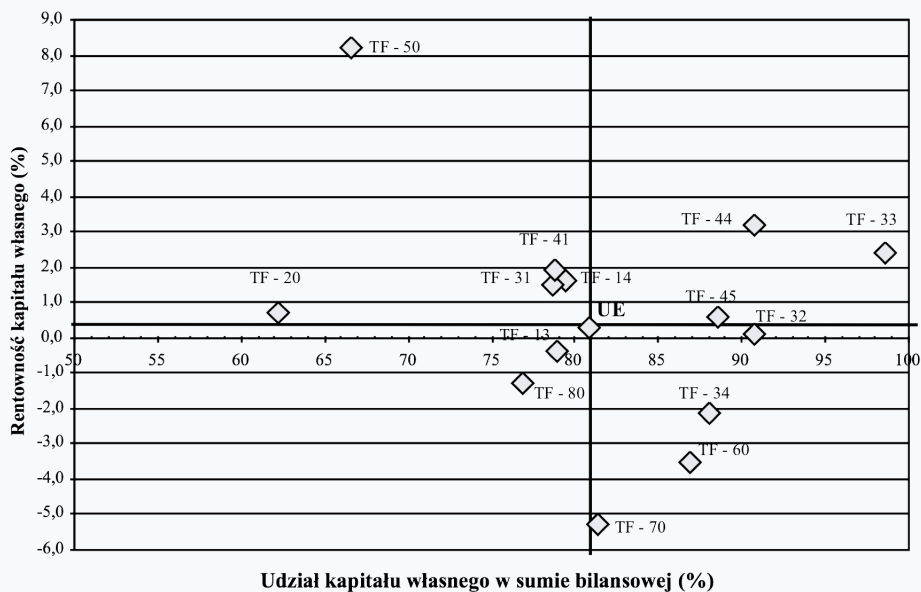 9,0
8,0
7,0
6,0
5,0
4,0
3,0
2,0
1,0
0,0
-1,0
-2,0
-3,0
-4,0
-5,0
-6,0
Rentowność kapitału własnego (%)
TF - 50
TF - 44
TF - 33
TF - 41
TF - 20
TF - 31
TF - 14
TF - 45
UE
TF - 32
TF - 13
50 55 60 65 70 75 80 85 90 95 100
TF - 80
TF - 34
TF - 60
TF - 70
Udział kapitału własnego w sumie bilansowej (%)